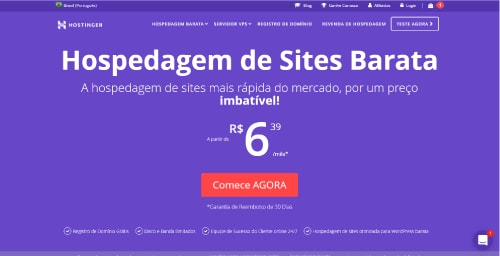 Brasil (Português)
Blog
Ganhe Conosco
Afiliados
Login
1
HOSTINGER
HOSPEDAGEM BARATA
SERVIDOR VPS
REGISTRO DE DOMÍNIO
REVENDA DE HOSPEDAGEM
TESTE AGORA
Hospedagem de Sites Barata
A hospedagem de sites mais rápida do mercado, por um preço
imbatível!
A partir de R$ 6 39 /mês*
Comece AGORA
*Garantia de Reembolso de 30 Dias
Registro de Domínio Grátis
Disco e Banda Ilimitados
Equipe de Sucesso do Cliente online 24/7
Hospedagem de Sites otimizada para WordPress barata
1